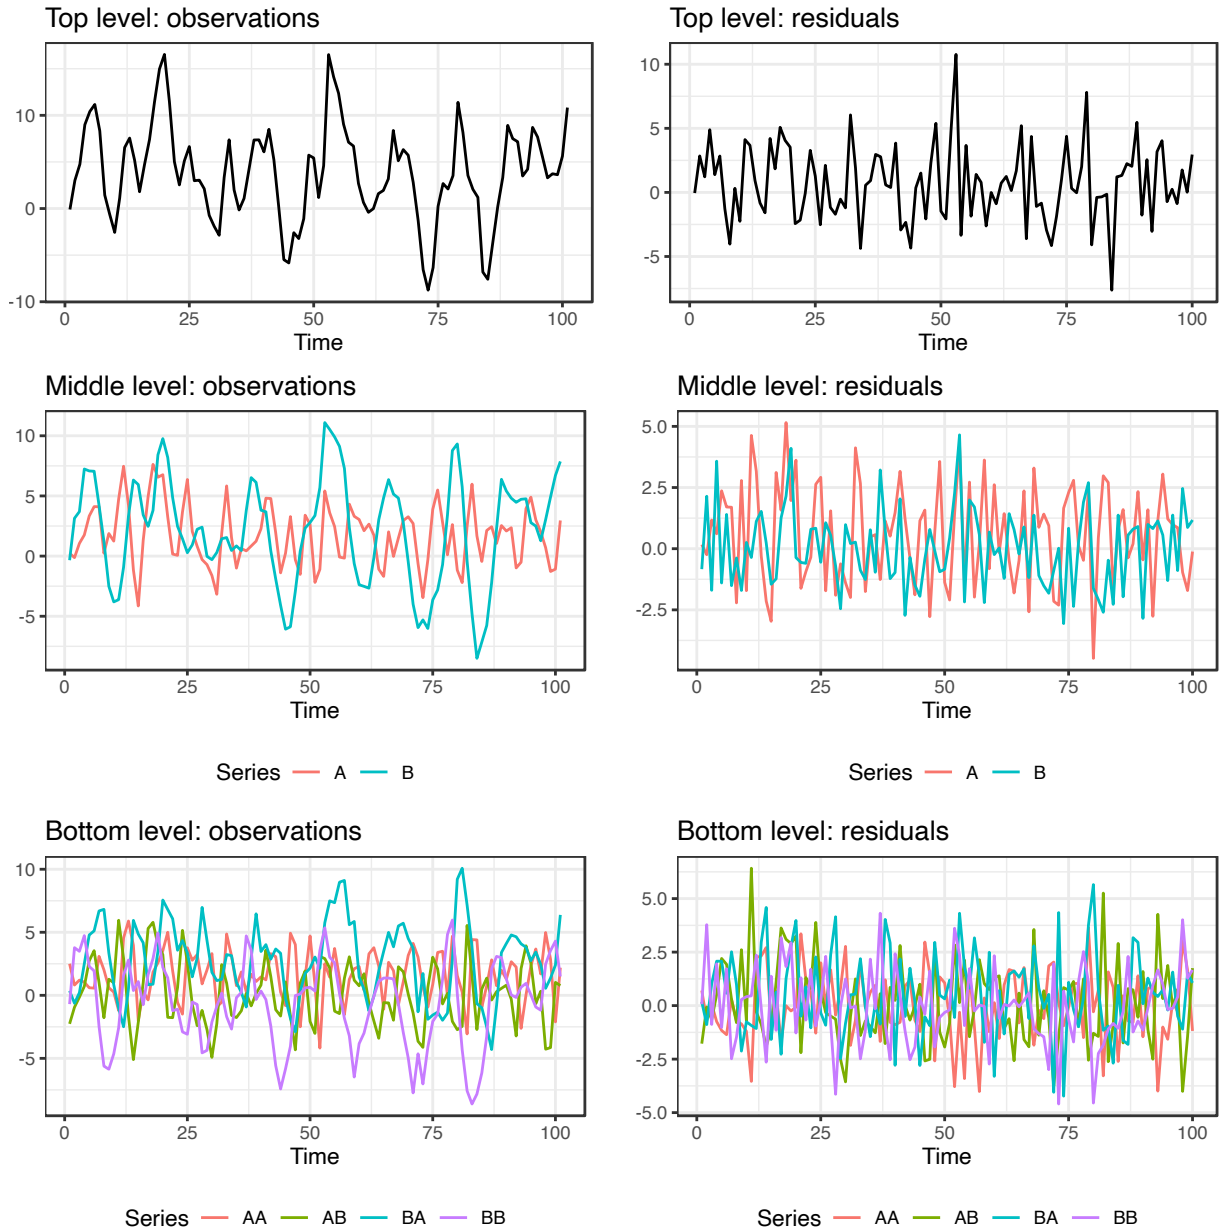 Top level: observations
10
0
-10
0 25 50 75 100
Time
Top level: residuals
10
5
0
-5
0 25 50 75 100
Time
Middle level: observations
10
5
0
-5
0 25 50 75 100
Time
Series A B
Middle level: residuals
5.0
2.5
0.0
-2.5
0 25 50 75 100
Time
Series A B
Bottom level: observations
10
5
0
-5
0 25 50 75 100
Time
Series AA AB BA BB
Bottom level: residuals
5.0
2.5
0.0
-2.5
-5.0
0 25 50 75 100
Time
Series AA AB BA BB